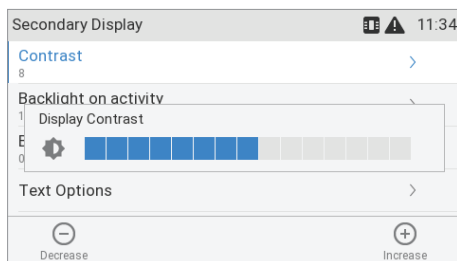 Secondary Display 11:34
Contrast
8
Backlight on activity
Display Contrast
Text Options
Decrease Increase